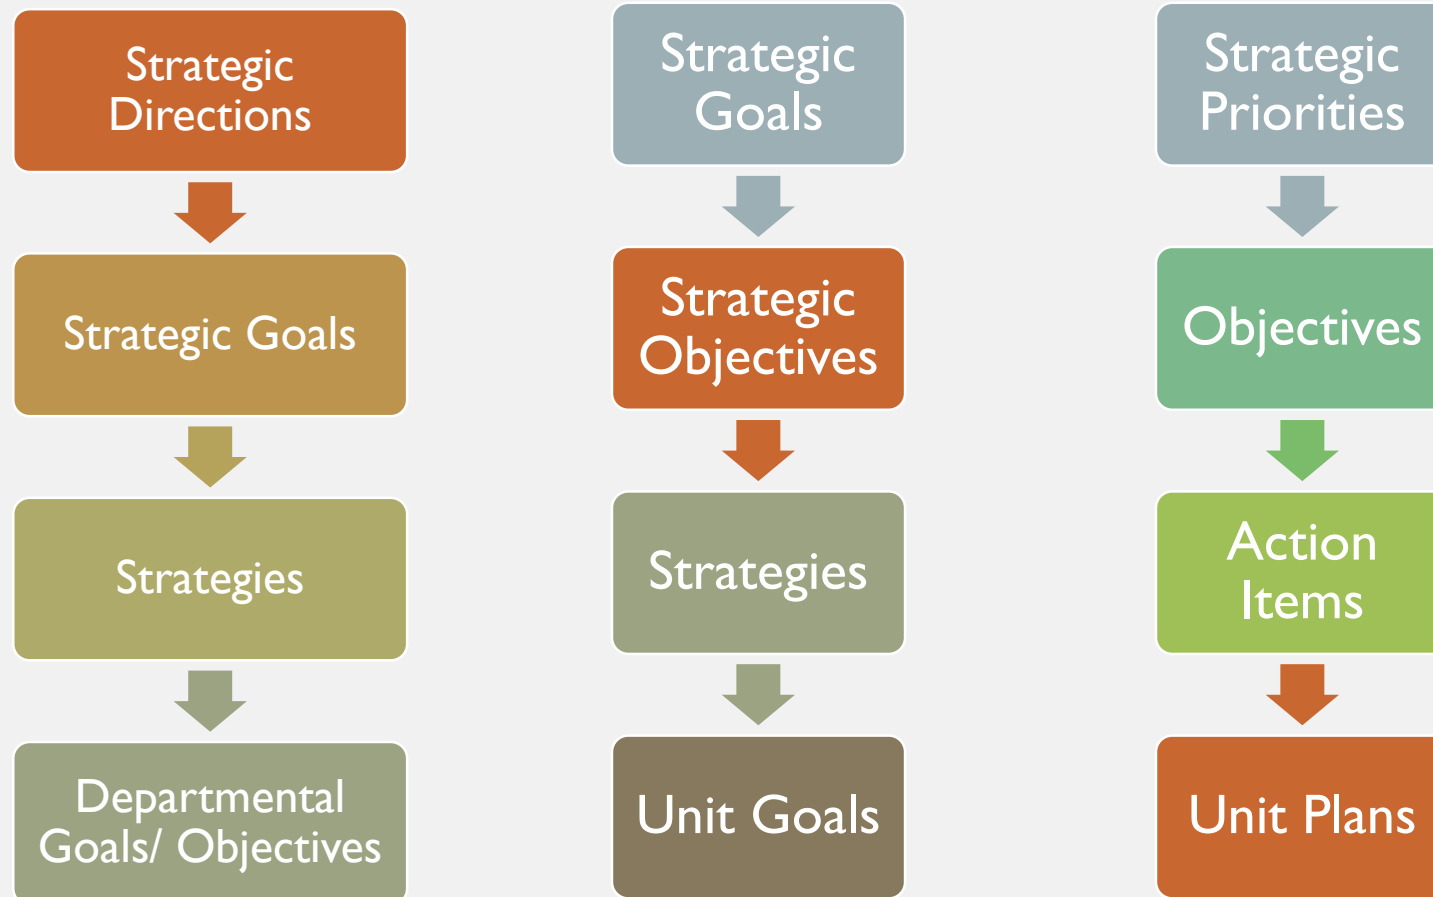 Strategic
Directions
Strategic Goals
Strategies
Departmental
Goals/ Objectives
Strategic
Goals
Strategic
Objectives
Strategies
Unit Goals
Strategic
Priorities
Objectives
Action
Items
Unit Plans